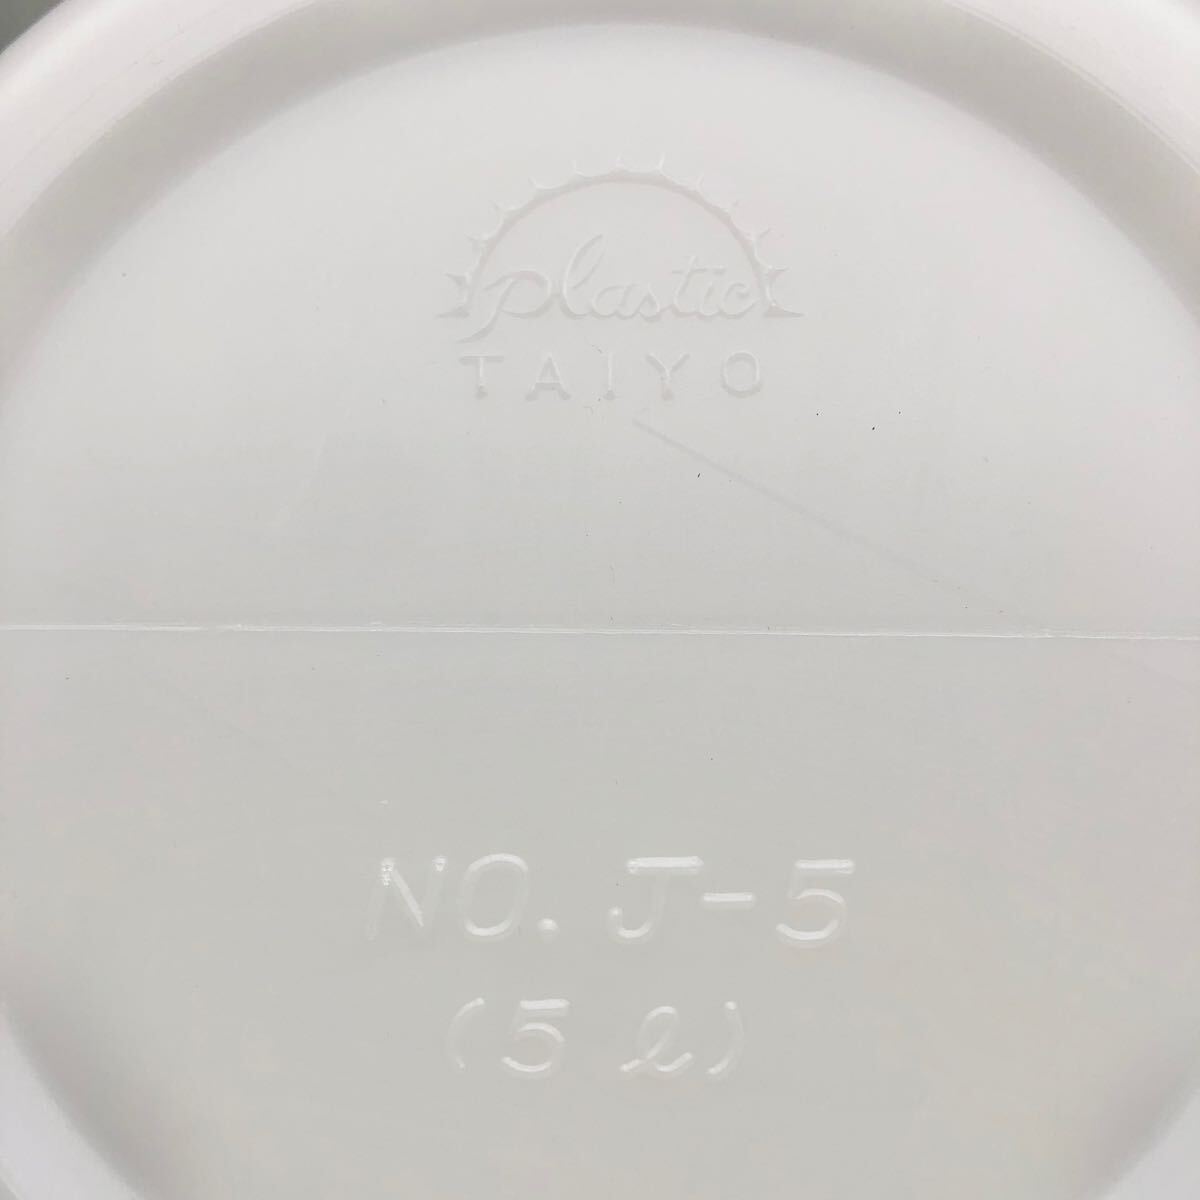 plastic
TAIYO
NO. J-5
(5 ℓ)